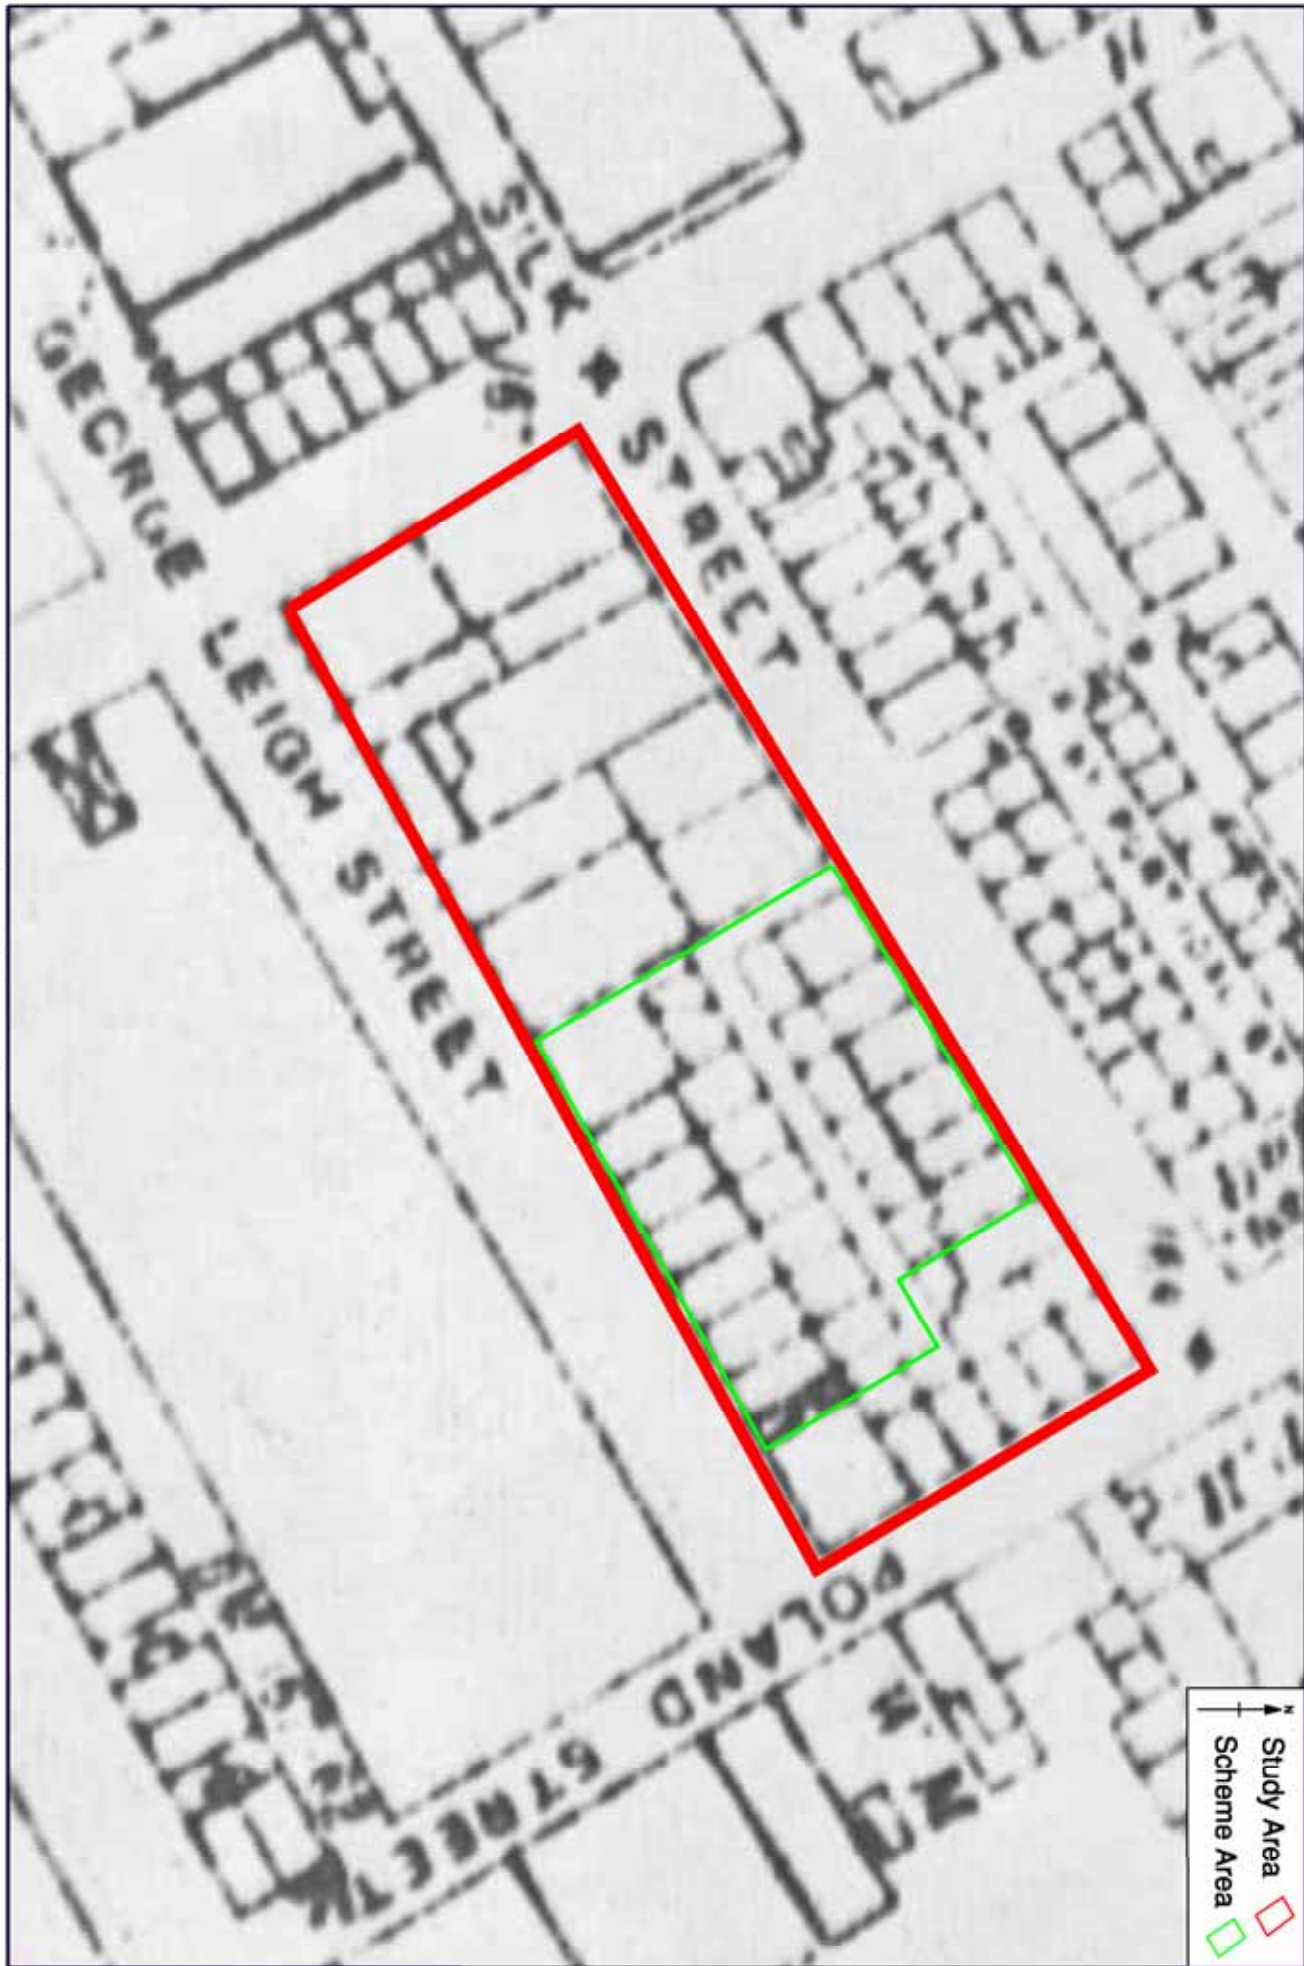 SILK STREET
GEORGE LEIGH STREET
POLAND STREET
N
Study Area
Scheme Area